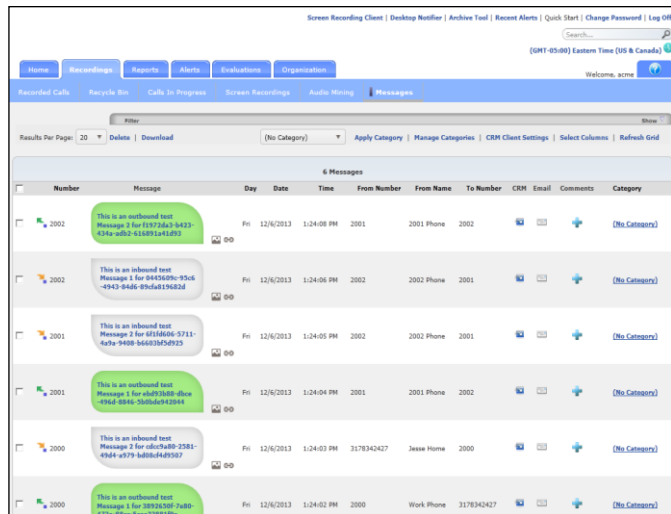 Screen Recording Client | Desktop Notifier | Archive Tool | Recent Alerts | Quick Start | Change Password | Log Off
Search...
(GMT-05:00) Eastern Time (US & Canada)
Home Recordings Reports Alerts Evaluations Organization
Welcome, acme
Recorded Calls Recycle Bin Calls In Progress Screen Recordings Audio Mining Messages
Filter Show
Results Per Page: 20 Delete | Download (No Category) Apply Category | Manage Categories | CRM Client Settings | Select Columns | Refresh Grid
6 Messages
Number Message Day Date Time From Number From Name To Number CRM Email Comments Category
This is an outbound test
2002 Message 2 for f1972da3-b423- Fri 12/6/2013 1:24:08 PM 2001 2001 Phone 2002 [No Category]
434a-adb2-616891a41d93
This is an inbound test
2002 Message 1 for 0445609c-95c6 Fri 12/6/2013 1:24:06 PM 2002 2002 Phone 2001 [No Category]
-4943-84d6-89cfa819682d
This is an inbound test
2001 Message 2 for 6f1fd606-5711- Fri 12/6/2013 1:24:05 PM 2002 2002 Phone 2001 [No Category]
4a9a-9408-b6603bf5d925
This is an outbound test
2001 Message 1 for ebd93b88-dbce Fri 12/6/2013 1:24:04 PM 2001 2001 Phone 2002 [No Category]
-496d-8846-5b0bde942044
This is an inbound test
2000 Message 2 for cdcc9a80-2581- Fri 12/6/2013 1:24:03 PM 3178342427 Jesse Home 2000 [No Category]
49d4-a979-bd08cf4d9507
This is an outbound test
2000 Message 1 for 3892650f-7e80- Fri 12/6/2013 1:24:02 PM 2000 Work Phone 3178342427 [No Category]